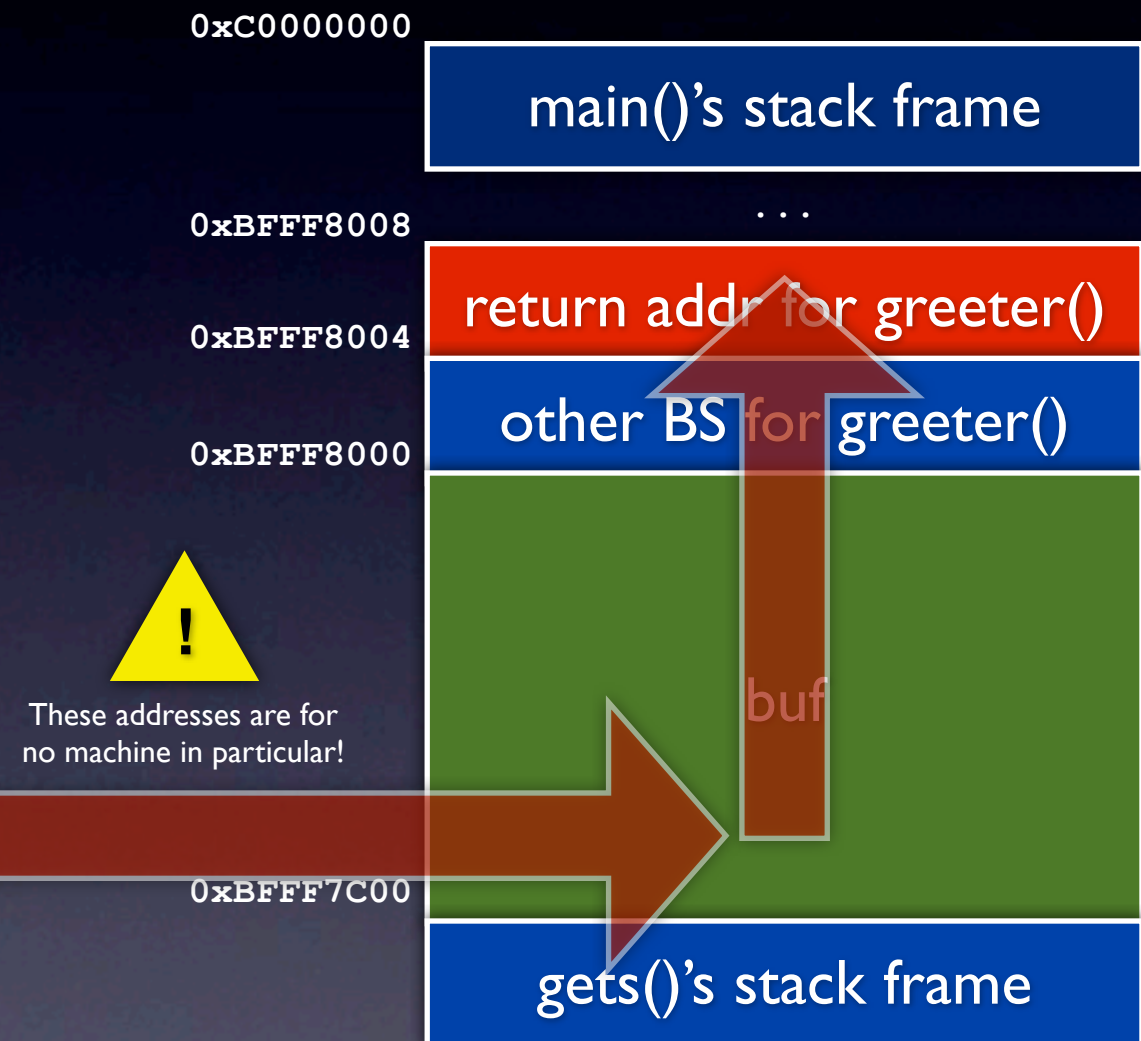 0xC0000000
main()’s stack frame
0xBFFF8008
...
return addr for greeter()
0xBFFF8004
other BS for greeter()
0xBFFF8000
!
These addresses are for
no machine in particular!
buf
0xBFFF7C00
gets()’s stack frame